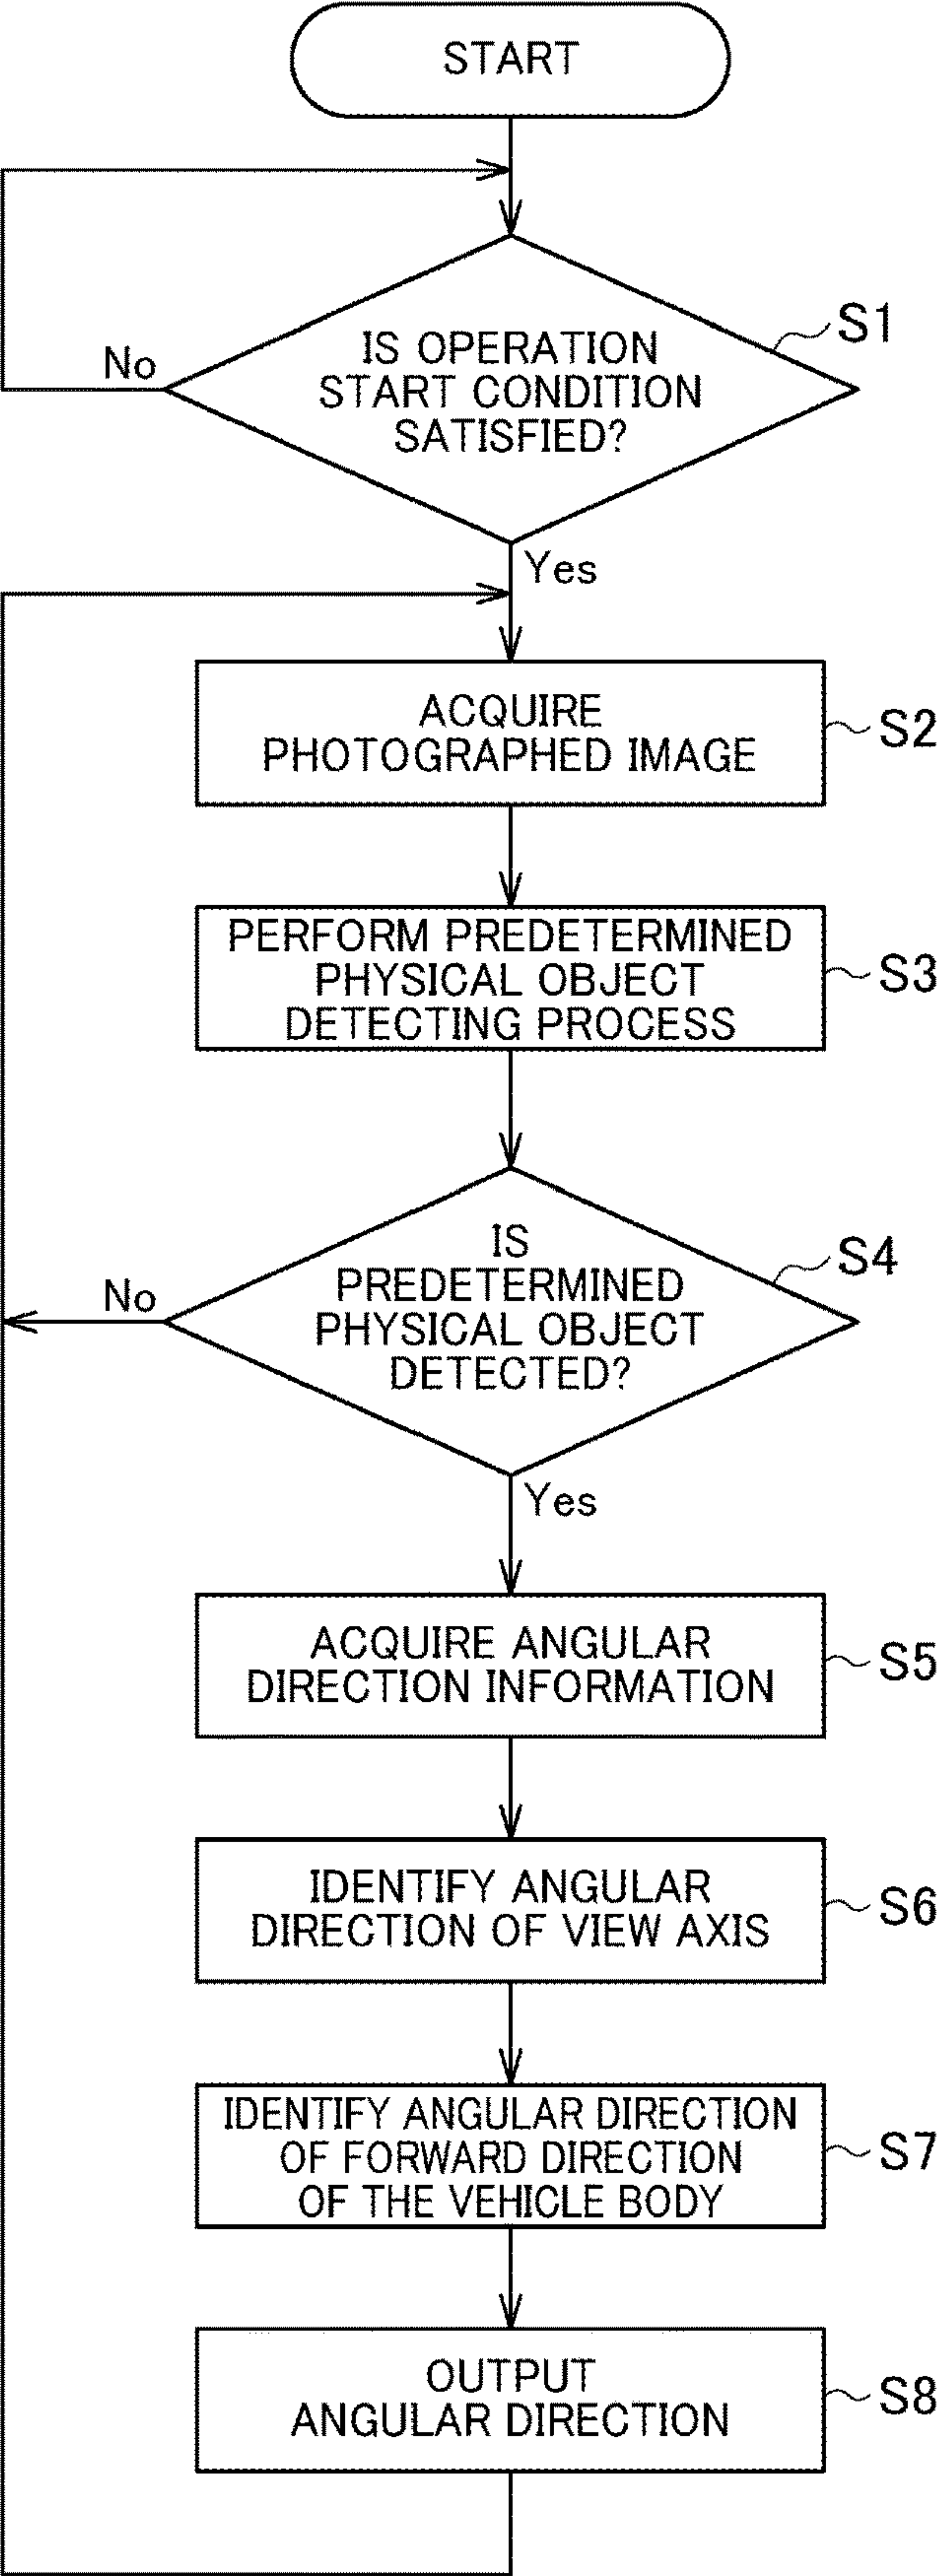 START
S1
IS OPERATION
START CONDITION
SATISFIED?
No
Yes
ACQUIRE
PHOTOGRAPHED IMAGE
S2
PERFORM PREDETERMINED
PHYSICAL OBJECT
DETECTING PROCESS
S3
IS
PREDETERMINED
PHYSICAL OBJECT
DETECTED?
S4
No
Yes
ACQUIRE ANGULAR
DIRECTION INFORMATION
S5
IDENTIFY ANGULAR
DIRECTION OF VIEW AXIS
S6
IDENTIFY ANGULAR DIRECTION
OF FORWARD DIRECTION
OF THE VEHICLE BODY
S7
OUTPUT
ANGULAR DIRECTION
S8